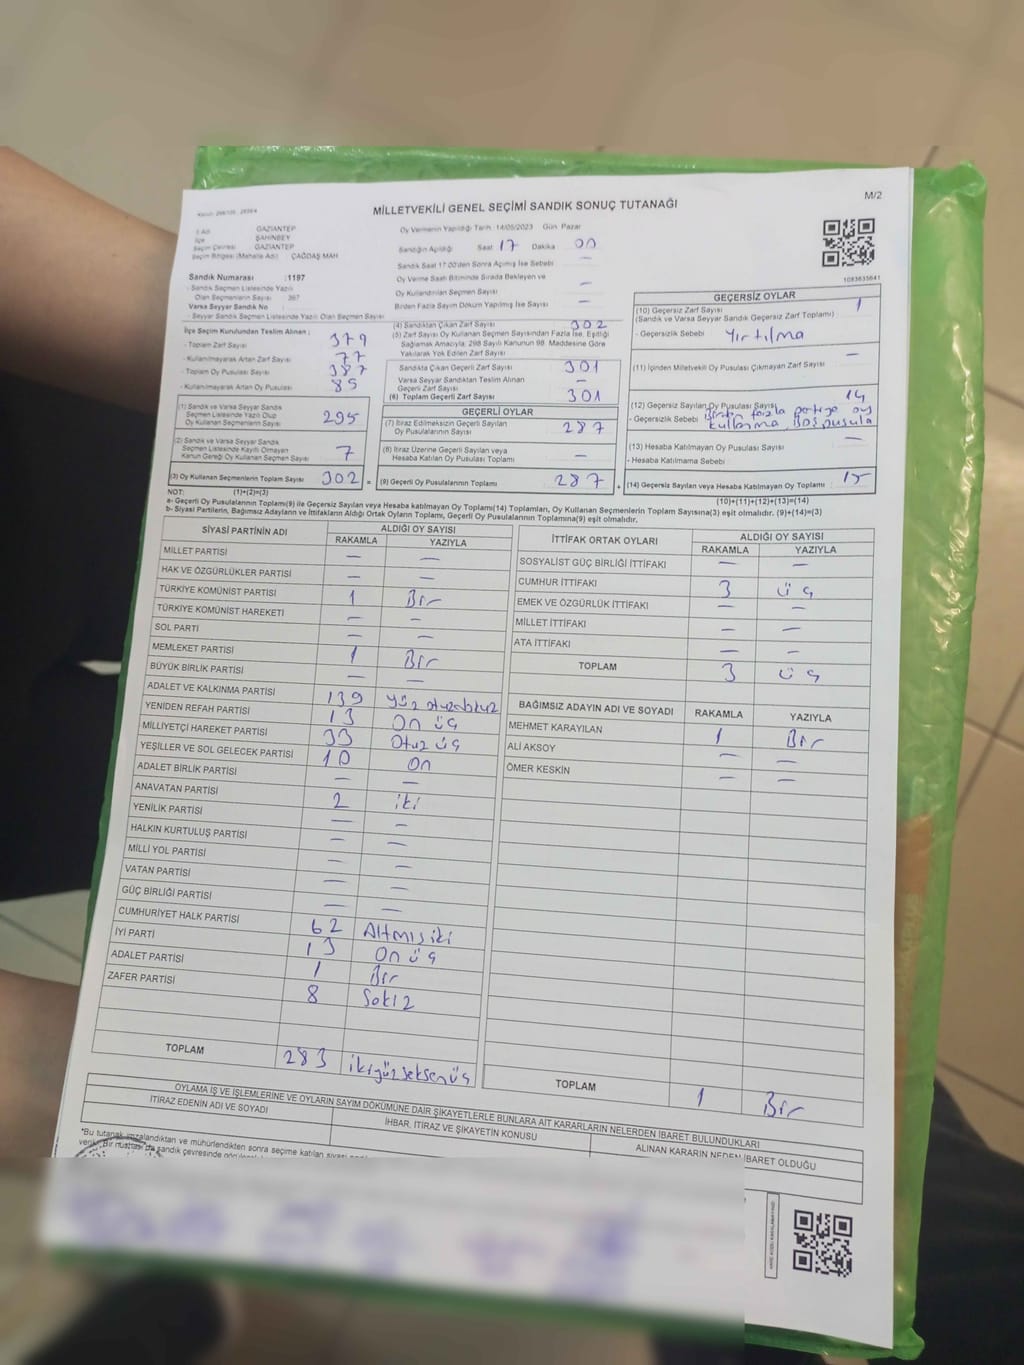 M/2
MİLLETVEKİLİ GENEL SEÇİMİ SANDIK SONUÇ TUTANAĞI
İl Adı GAZİANTEP
İlçe ŞAHİNBEY
Seçim Çevresi GAZİANTEP
Seçim Bölgesi (Mahalle Adı) ÇAĞDAŞ MAH
Sandık Numarası :1197
- Sandık Seçmen Listesinde Yazılı
Olan Seçmenlerin Sayısı 367
Varsa Seyyar Sandık No
- Seyyar Sandık Seçmen Listesinde Yazılı Olan Seçmen Sayısı
Oy Vermenin Yapıldığı Tarih :14/05/2023 Gün Pazar
Sandığın Açıldığı Saat 17 Dakika 00
Sandık Saat 17:00'den Sonra Açılmış İse Sebebi —
Oy Verme Saati Bitiminde Sırada Bekleyen ve
Oy Kullandırılan Seçmen Sayısı —
Birden Fazla Sayım Döküm Yapılmış İse Sayısı —
1083635641
İlçe Seçim Kurulundan Teslim Alınan :
- Toplam Zarf Sayısı 379
- Kullanılmayarak Artan Zarf Sayısı 77
- Toplam Oy Pusulası Sayısı 387
- Kullanılmayarak Artan Oy Pusulası 85
(1) Sandık ve Varsa Seyyar Sandık
Seçmen Listesinde Yazılı Olup
Oy Kullanan Seçmenlerin Sayısı 295
(2) Sandık ve Varsa Seyyar Sandık
Seçmen Listesinde Kayıtlı Olmayan
Kanun Gereği Oy Kullanan Seçmen Sayısı 7
(3) Oy Kullanan Seçmenlerin Toplam Sayısı 302 =
(1)+(2)=(3)
(4) Sandıktan Çıkan Zarf Sayısı 302
(5) Zarf Sayısı Oy Kullanan Seçmen Sayısından Fazla İse, Eşitliği
Sağlamak Amacıyla, 298 Sayılı Kanunun 98. Maddesine Göre
Yakılarak Yok Edilen Zarf Sayısı
Sandıkta Çıkan Geçerli Zarf Sayısı 301
Varsa Seyyar Sandıktan Teslim Alınan
Geçerli Zarf Sayısı —
(6) Toplam Geçerli Zarf Sayısı 301
GEÇERLİ OYLAR
(7) İtiraz Edilmeksizin Geçerli Sayılan
Oy Pusulalarının Sayısı 287
(8) İtiraz Üzerine Geçerli Sayılan veya
Hesaba Katılan Oy Pusulası Toplamı —
(9) Geçerli Oy Pusulalarının Toplamı 287 +
GEÇERSİZ OYLAR
(10) Geçersiz Zarf Sayısı 1
(Sandık ve Varsa Seyyar Sandık Geçersiz Zarf Toplamı)
- Geçersizlik Sebebi Yırtılma
(11) İçinden Milletvekili Oy Pusulası Çıkmayan Zarf Sayısı —
(12) Geçersiz Sayılan Oy Pusulası Sayısı 14
- Geçersizlik Sebebi Birden fazla partiye oy
kullanma, Boş pusula
(13) Hesaba Katılmayan Oy Pusulası Sayısı —
- Hesaba Katılmama Sebebi
(14) Geçersiz Sayılan veya Hesaba Katılmayan Oy Toplamı 15
(10)+(11)+(12)+(13)=(14)
NOT:
a- Geçerli Oy Pusulalarının Toplamı(9) ile Geçersiz Sayılan veya Hesaba katılmayan Oy Toplamı(14) Toplamları, Oy Kullanan Seçmenlerin Toplam Sayısına(3) eşit olmalıdır. (9)+(14)=(3)
b- Siyasi Partilerin, Bağımsız Adayların ve İttifakların Aldığı Ortak Oyların Toplamı, Geçerli Oy Pusulalarının Toplamına(9) eşit olmalıdır.
SİYASİ PARTİNİN ADI ALDIĞI OY SAYISI
RAKAMLA YAZIYLA
MİLLET PARTİSİ — —
HAK VE ÖZGÜRLÜKLER PARTİSİ — —
TÜRKİYE KOMÜNİST PARTİSİ 1 Bir
TÜRKİYE KOMÜNİST HAREKETİ — —
SOL PARTİ — —
MEMLEKET PARTİSİ 1 Bir
BÜYÜK BİRLİK PARTİSİ — —
ADALET VE KALKINMA PARTİSİ 139 Yüz otuzdokuz
YENİDEN REFAH PARTİSİ 13 On üç
MİLLİYETÇİ HAREKET PARTİSİ 33 Otuz üç
YEŞİLLER VE SOL GELECEK PARTİSİ 10 On
ADALET BİRLİK PARTİSİ — —
ANAVATAN PARTİSİ 2 iki
YENİLİK PARTİSİ — —
HALKIN KURTULUŞ PARTİSİ — —
MİLLİ YOL PARTİSİ — —
VATAN PARTİSİ — —
GÜÇ BİRLİĞİ PARTİSİ — —
CUMHURİYET HALK PARTİSİ 62 Altmış iki
İYİ PARTİ 13 On üç
ADALET PARTİSİ 1 Bir
ZAFER PARTİSİ 8 Sekiz
TOPLAM 283 ikiyüz seksen üç
İTTİFAK ORTAK OYLARI ALDIĞI OY SAYISI
RAKAMLA YAZIYLA
SOSYALİST GÜÇ BİRLİĞİ İTTİFAKI — —
CUMHUR İTTİFAKI 3 üç
EMEK VE ÖZGÜRLÜK İTTİFAKI — —
MİLLET İTTİFAKI — —
ATA İTTİFAKI — —
TOPLAM 3 üç
BAĞIMSIZ ADAYIN ADI VE SOYADI RAKAMLA YAZIYLA
MEHMET KARAYILAN 1 Bir
ALİ AKSOY — —
ÖMER KESKİN — —
TOPLAM 1 Bir
OYLAMA İŞ VE İŞLEMLERİNE VE OYLARIN SAYIM DÖKÜMÜNE DAİR ŞİKAYETLERLE BUNLARA AİT KARARLARIN NELERDEN İBARET BULUNDUKLARI
İTİRAZ EDENİN ADI VE SOYADI İHBAR, İTİRAZ VE ŞİKAYETİN KONUSU ALINAN KARARIN NEDEN İBARET OLDUĞU
*Bu tutanak imzalandıktan ve mühürlendikten sonra seçime katılan siyasi